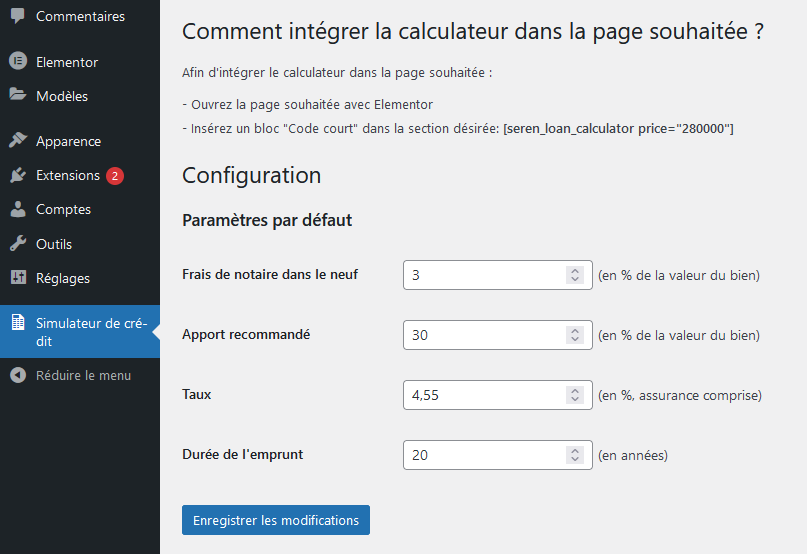 Commentaires
Elementor
Modèles
Apparence
Extensions 2
Comptes
Outils
Réglages
Simulateur de cré-
dit
Réduire le menu
Comment intégrer la calculateur dans la page souhaitée ?
Afin d'intégrer le calculateur dans la page souhaitée :
- Ouvrez la page souhaitée avec Elementor
- Insérez un bloc "Code court" dans la section désirée: [seren_loan_calculator price="280000"]
Configuration
Paramètres par défaut
Frais de notaire dans le neuf 3 (en % de la valeur du bien)
Apport recommandé 30 (en % de la valeur du bien)
Taux 4,55 (en %, assurance comprise)
Durée de l'emprunt 20 (en années)
Enregistrer les modifications